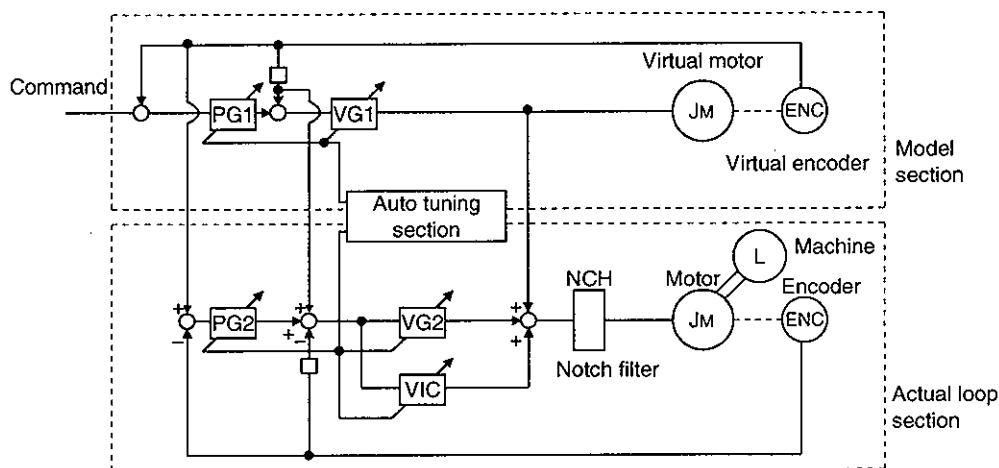 Command
PG1
VG1
Virtual motor
JM
ENC
Virtual encoder
Model
section
Auto tuning
section
+
−
PG2
+
+
−
VG2
VIC
+
+
+
NCH
Notch filter
Motor
JM
L
Machine
Encoder
ENC
Actual loop
section